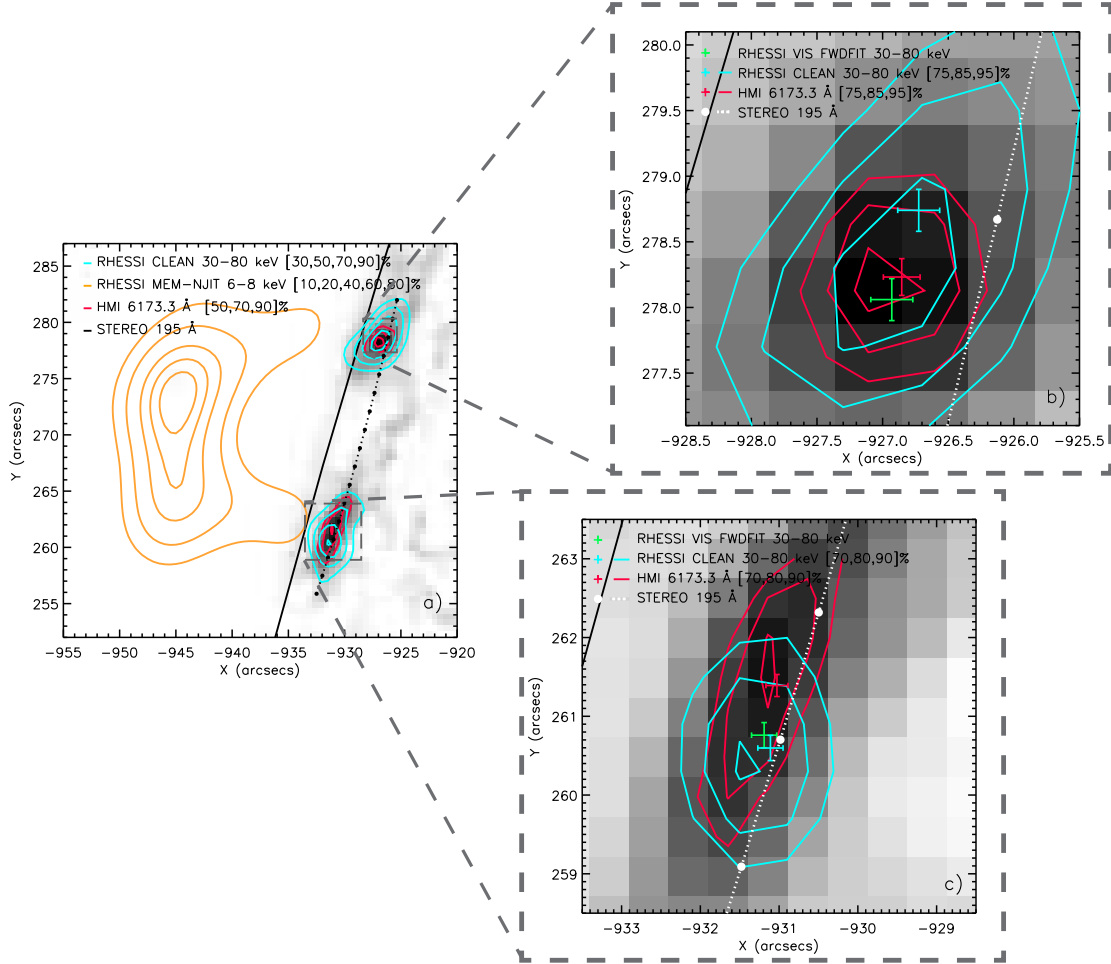 RHESSI VIS FWDFIT 30−80 keV
RHESSI CLEAN 30−80 keV [75,85,95]%
HMI 6173.3 Å [75,85,95]%
STEREO 195 Å
280.0
279.5
279.0
278.5
278.0
277.5
Y (arcsecs)
b)
−928.5 −928.0 −927.5 −927.0 −926.5 −926.0 −925.5
X (arcsecs)
RHESSI CLEAN 30−80 keV [30,50,70,90]%
RHESSI MEM−NJIT 6−8 keV [10,20,40,60,80]%
HMI 6173.3 Å [50,70,90]%
STEREO 195 Å
285
280
275
270
265
260
255
Y (arcsecs)
a)
−955 −950 −945 −940 −935 −930 −925 −920
X (arcsecs)
RHESSI VIS FWDFIT 30−80 keV
RHESSI CLEAN 30−80 keV [70,80,90]%
HMI 6173.3 Å [70,80,90]%
STEREO 195 Å
263
262
261
260
259
Y (arcsecs)
c)
−933 −932 −931 −930 −929
X (arcsecs)